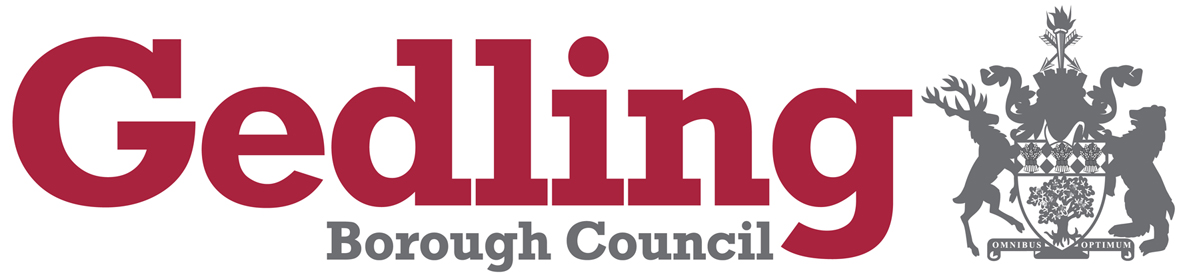 Gedling
Borough Council
OMNIBUS OPTIMUM